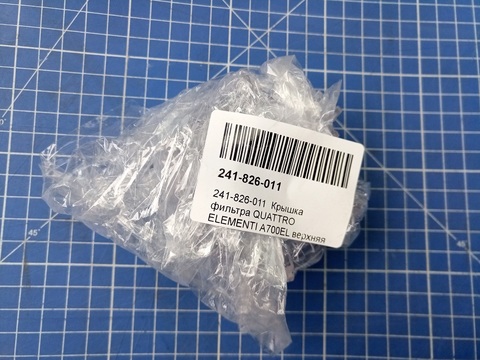 241-826-011
241-826-011 Крышка
фильтра QUATTRO
ELEMENTI A700EL верхняя